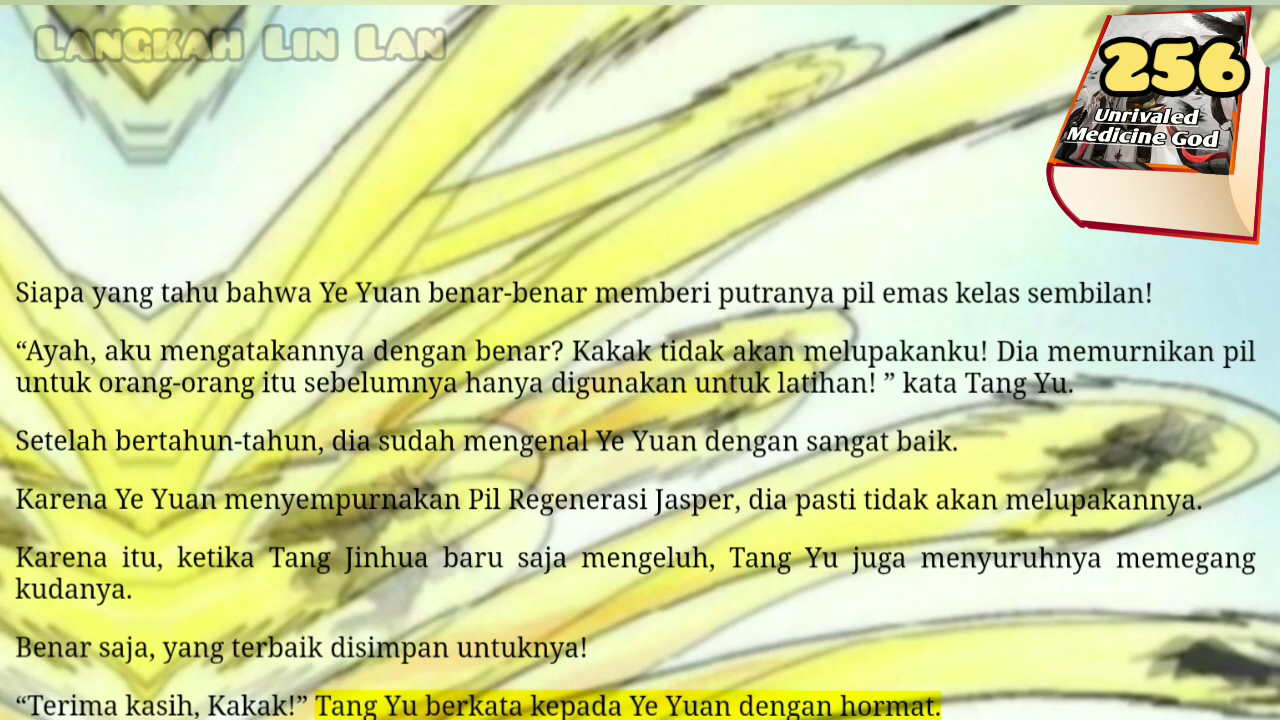 Langkah Lin Lan
256
Unrivaled
Medicine God
Siapa yang tahu bahwa Ye Yuan benar-benar memberi putranya pil emas kelas sembilan!
“Ayah, aku mengatakannya dengan benar? Kakak tidak akan melupakanku! Dia memurnikan pil
untuk orang-orang itu sebelumnya hanya digunakan untuk latihan! ” kata Tang Yu.
Setelah bertahun-tahun, dia sudah mengenal Ye Yuan dengan sangat baik.
Karena Ye Yuan menyempurnakan Pil Regenerasi Jasper, dia pasti tidak akan melupakannya.
Karena itu, ketika Tang Jinhua baru saja mengeluh, Tang Yu juga menyuruhnya memegang
kudanya.
Benar saja, yang terbaik disimpan untuknya!
“Terima kasih, Kakak!” Tang Yu berkata kepada Ye Yuan dengan hormat.